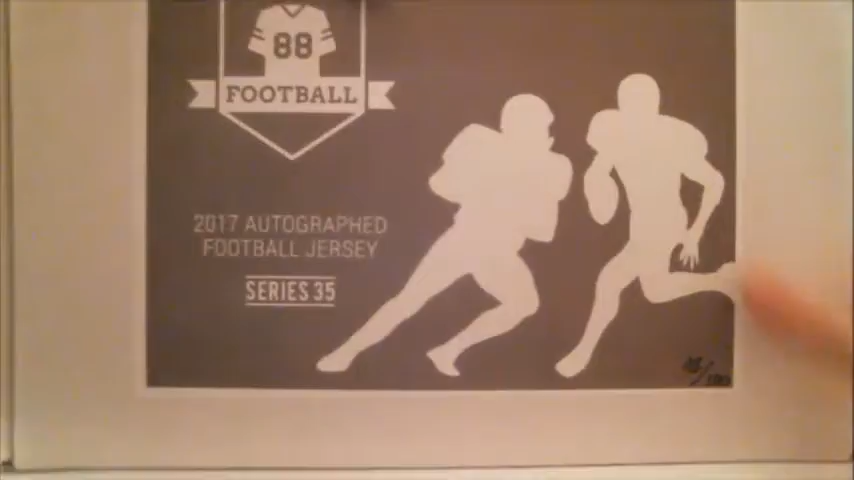 88
FOOTBALL
2017 AUTOGRAPHED
FOOTBALL JERSEY
SERIES 35